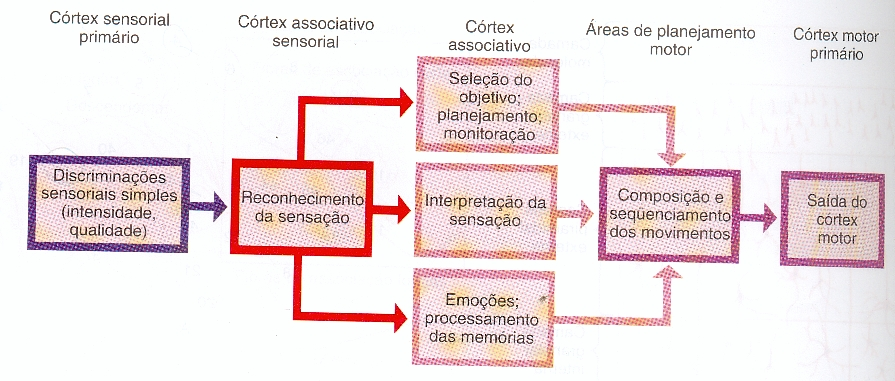 Córtex sensorial
primário
Córtex associativo
sensorial
Córtex
associativo
Áreas de planejamento
motor
Córtex motor
primário
Discriminações
sensoriais simples
(intensidade,
qualidade)
Reconhecimento
da sensação
Seleção do
objetivo;
planejamento;
monitoração
Interpretação da
sensação
Emoções;
processamento
das memórias
Composição e
seqüenciamento
dos movimentos
Saída do
córtex
motor